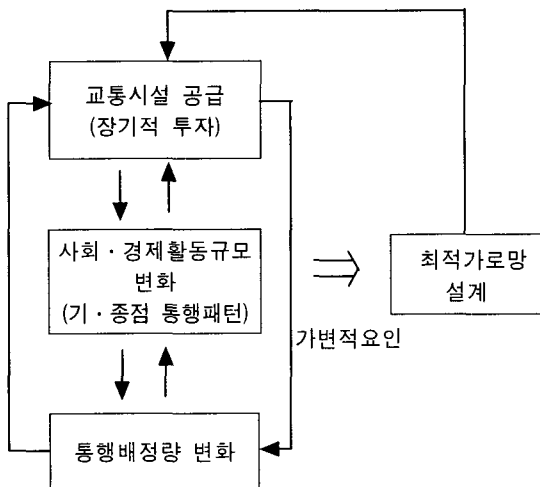 교통시설 공급
(장기적 투자)
사회·경제활동규모
변화
(기·종점 통행패턴)
최적가로망
설계
가변적요인
통행배정량 변화